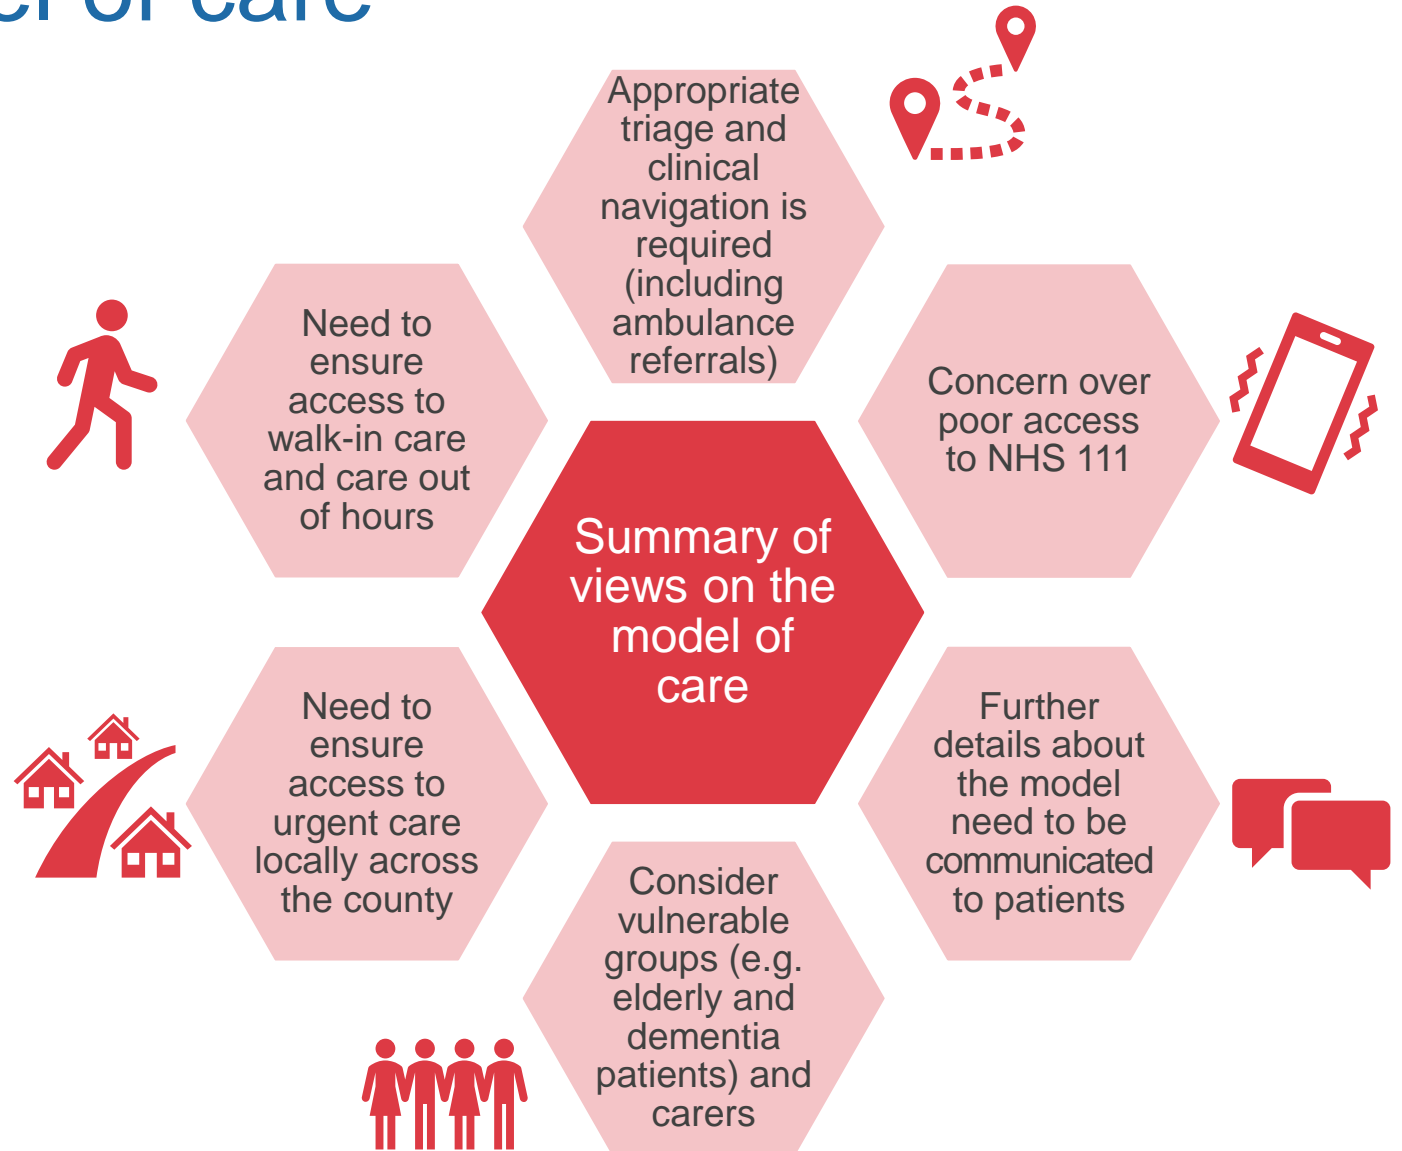 el of care
Appropriate
triage and
clinical
navigation is
required
(including
ambulance
referrals)
Need to
ensure
access to
walk-in care
and care out
of hours
Concern over
poor access
to NHS 111
Summary of
views on the
model of
care
Need to
ensure
access to
urgent care
locally across
the county
Further
details about
the model
need to be
communicated
to patients
Consider
vulnerable
groups (e.g.
elderly and
dementia
patients) and
carers